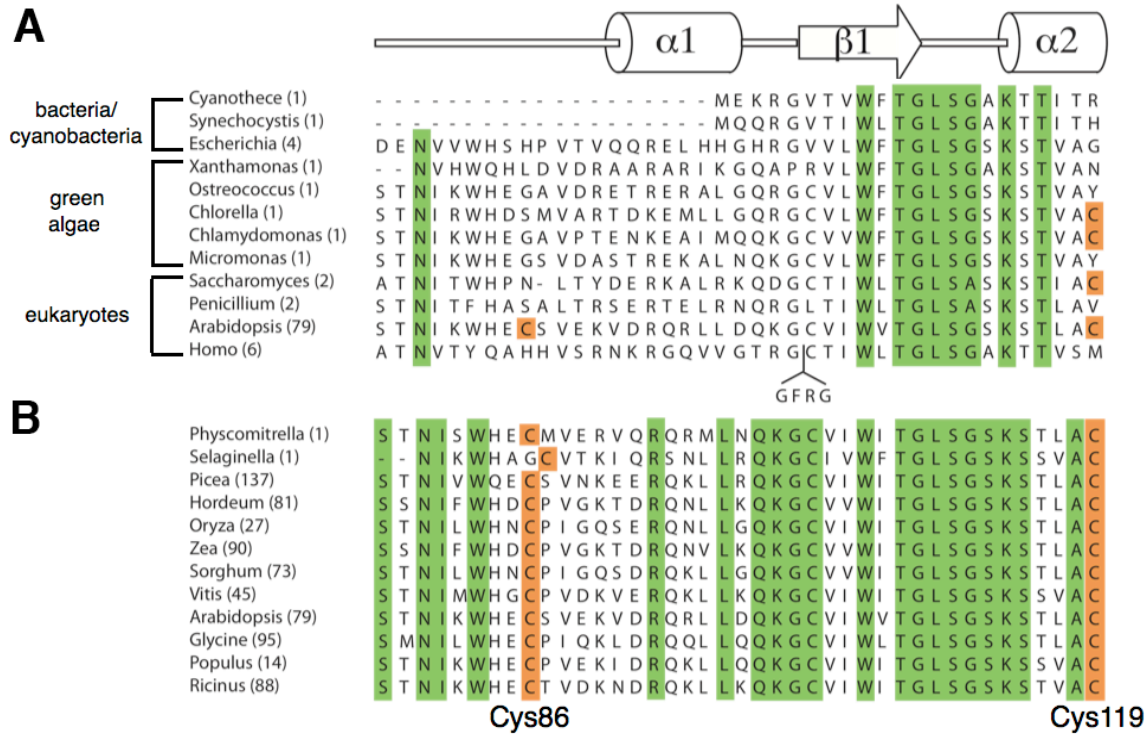 A
α1 β1 α2
bacteria/
cyanobacteria
Cyanothece (1) - - - - - - - - - - - - - - - - - - - M E K R G V T V W F T G L S G A K T T I T R
Synechocystis (1) - - - - - - - - - - - - - - - - - - - M Q Q R G V T I W L T G L S G A K T T I T H
Escherichia (4) D E N V V W H S H P V T V Q Q R E L H H G H R G V V L W F T G L S G S K S T V A G
green
algae
Xanthamonas (1) - - N V H W Q H L D V D R A A R A R I K G Q A P R V L W F T G L S G S K S T V A N
Ostreococcus (1) S T N I K W H E G A V D R E T R E R A L G Q R G C V L W F T G L S G S K S T V A Y
Chlorella (1) S T N I R W H D S M V A R T D K E M L L G Q R G C V L W F T G L S G S K S T V A C
Chlamydomonas (1) S T N I K W H E G A V P T E N K E A I M Q Q K G C V V W F T G L S G S K S T V A C
Micromonas (1) S T N I K W H E G S V D A S T R E K A L N Q K G C V L W F T G L S G S K S T V A Y
eukaryotes
Saccharomyces (2) A T N I T W H P N - L T Y D E R K A L R K Q D G C T I W L T G L S G S K S T I A C
Penicillium (2) S T N I T F H A S A L T R S E R T E L R N Q R G L T I W L T G L S A S K S T L A V
Arabidopsis (79) S T N I K W H E C S V E K V D R Q R L L D Q K G C V I W V T G L S G S K S T L A C
Homo (6) A T N V T Y Q A H H V S R N K R G Q V V G T R G C T I W L T G L S G A K T T V S M
G F R G
B
Physcomitrella (1) S T N I S W H E C M V E R V Q R Q R M L N Q K G C V I W I T G L S G S K S T L A C
Selaginella (1) - - N I K W H A G C V T K I Q R S N L L R Q K G C I V W F T G L S G S K S S V A C
Picea (137) S T N I V W Q E C S V N K E E R Q K L L R Q K G C V I W I T G L S G S K S T L A C
Hordeum (81) S S N I F W H D C P V G K T D R Q N L L K Q K G C V I W I T G L S G S K S T L A C
Oryza (27) S T N I L W H N C P I G Q S E R Q N L L G Q K G C V I W I T G L S G S K S T L A C
Zea (90) S S N I F W H D C P V G K T D R Q N V L K Q K G C V V W I T G L S G S K S T L A C
Sorghum (73) S T N I L W H N C P I G Q S D R Q K L L G Q K G C V V W I T G L S G S K S T L A C
Vitis (45) S T N I M W H G C P V D K V E R Q K L L K Q K G C V I W I T G L S G S K S S V A C
Arabidopsis (79) S T N I K W H E C S V E K V D R Q R L L D Q K G C V I W V T G L S G S K S T L A C
Glycine (95) S M N I L W H E C P I Q K L D R Q Q L L Q Q K G C V I W L T G L S G S K S T L A C
Populus (14) S T N I K W H E C P V E K I D R Q K L L Q Q K G C V I W I T G L S G S K S S V A C
Ricinus (88) S T N I K W H E C T V D K N D R Q K L L K Q K G C V I W I T G L S G S K S T V A C
Cys86 Cys119